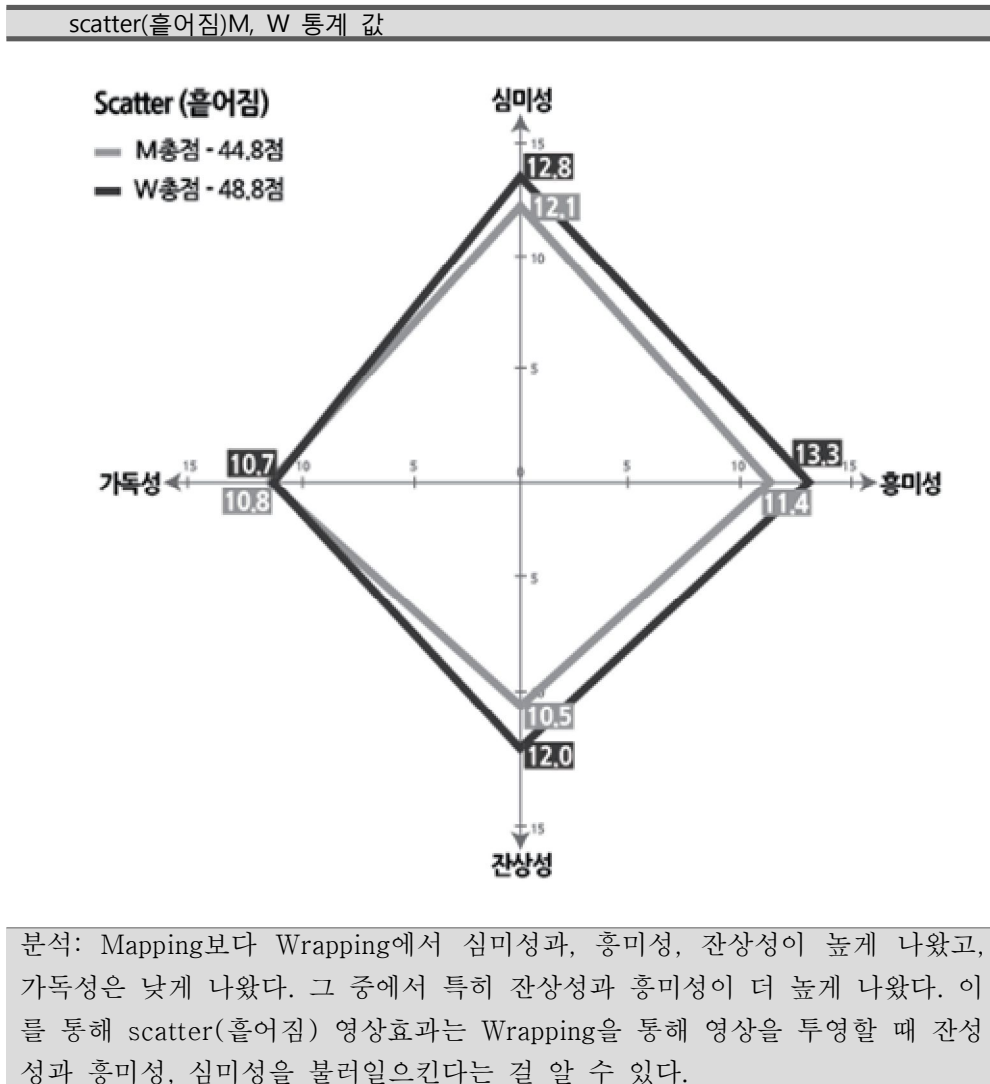 scatter(흩어짐)M, W 통계 값
Scatter (흩어짐)
M총점 - 44.8점
W총점 - 48.8점
심미성
15
12.8
12.1
10
5
가독성
15
10.7
10
5
0
5
10
13.3
15
흥미성
10.8
11.4
5
10.5
12.0
15
잔상성
분석: Mapping보다 Wrapping에서 심미성과, 흥미성, 잔상성이 높게 나왔고,
가독성은 낮게 나왔다. 그 중에서 특히 잔상성과 흥미성이 더 높게 나왔다. 이
를 통해 scatter(흩어짐) 영상효과는 Wrapping을 통해 영상을 투영할 때 잔성
성과 흥미성, 심미성을 불러일으킨다는 걸 알 수 있다.